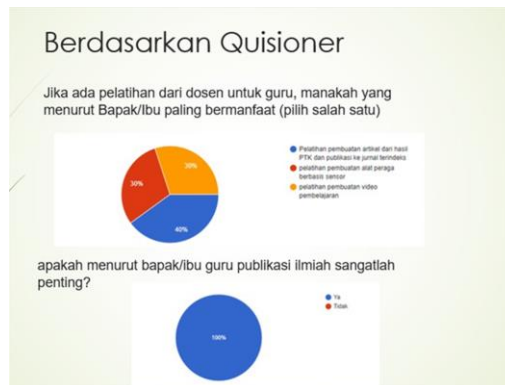 Berdasarkan Quisioner
Jika ada pelatihan dari dosen untuk guru, manakah yang
menurut Bapak/Ibu paling bermanfaat (pilih salah satu)
Pelatihan pembuatan artikel dari hasil
PTK dan publikasi ke jurnal terindeks
pelatihan pembuatan alat peraga
berbasis sensor
pelatihan pembuatan video
pembelajaran
30%
30%
40%
apakah menurut bapak/ibu guru publikasi ilmiah sangatlah
penting?
Ya
Tidak
100%